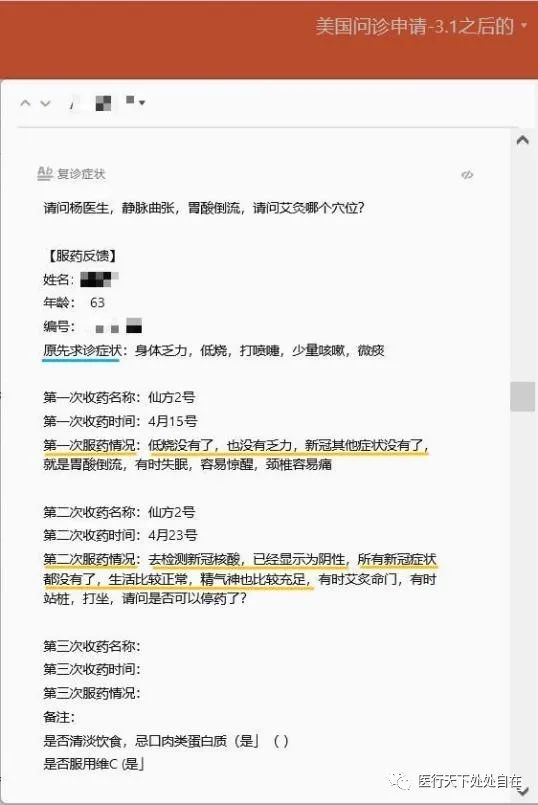 美国问诊申请-3.1之后的
Ab 复诊症状
请问杨医生，静脉曲张，胃酸倒流，请问艾灸哪个穴位？
【服药反馈】
姓名：
年龄： 63
编号：
原先求诊症状：身体乏力，低烧，打喷嚏，少量咳嗽，微痰
第一次收药名称：仙方2号
第一次收药时间：4月15号
第一次服药情况：低烧没有了，也没有乏力，新冠其他症状没有了，
就是胃酸倒流，有时失眠，容易惊醒，颈椎容易痛
第二次收药名称：仙方2号
第二次收药时间：4月23号
第二次服药情况：去检测新冠核酸，已经显示为阴性，所有新冠症状
都没有了，生活比较正常，精气神也比较充足，有时艾灸命门，有时
站桩，打坐，请问是否可以停药了？
第三次收药名称：
第三次收药时间：
第三次服药情况：
备注：
是否清淡饮食，忌口肉类蛋白质（是」（ ）
是否服用维C (是」
医行天下处处自在